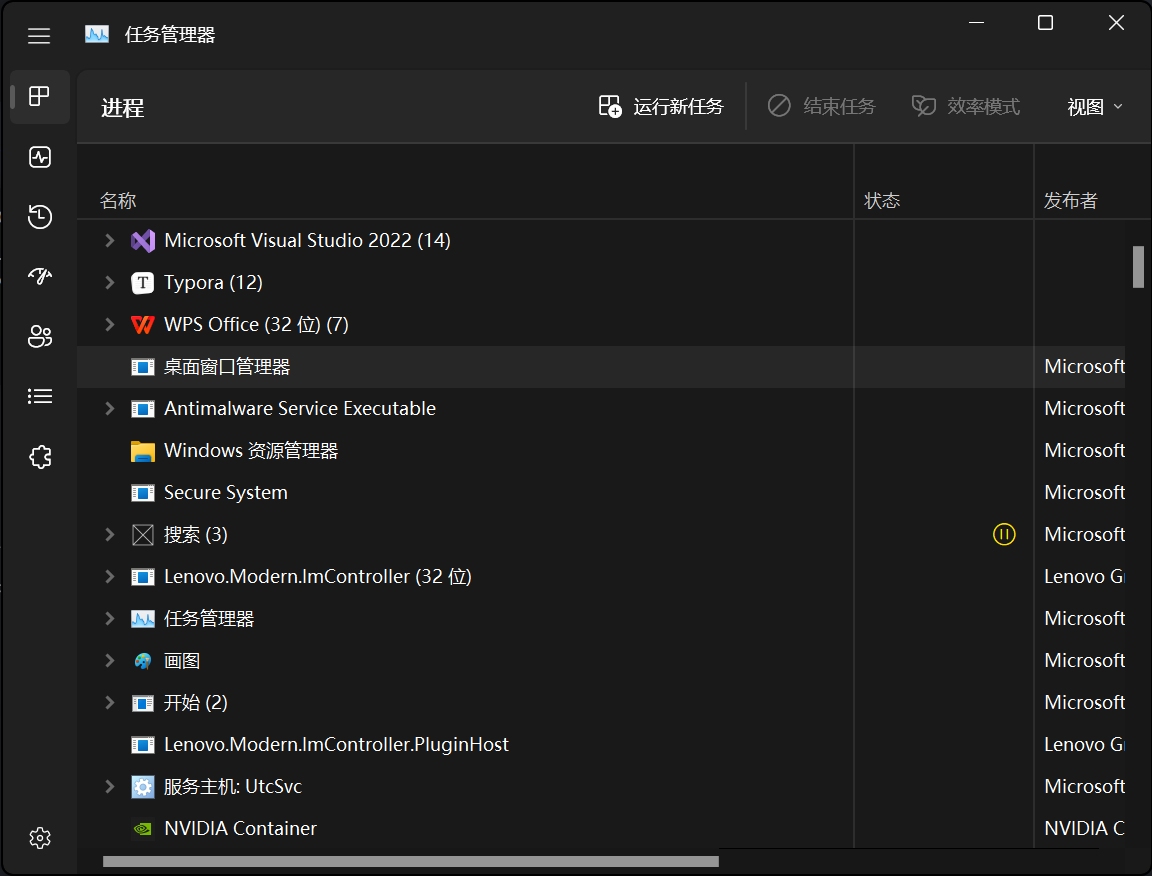 任务管理器
进程
运行新任务
结束任务
效率模式
视图
名称
状态
发布者
Microsoft Visual Studio 2022 (14)
Typora (12)
WPS Office (32 位) (7)
桌面窗口管理器 Microsoft
Antimalware Service Executable Microsoft
Windows 资源管理器 Microsoft
Secure System Microsoft
搜索 (3) Microsoft
Lenovo.Modern.ImController (32 位) Lenovo Gr
任务管理器 Microsoft
画图 Microsoft
开始 (2) Microsoft
Lenovo.Modern.ImController.PluginHost Lenovo Gr
服务主机: UtcSvc Microsoft
NVIDIA Container NVIDIA C